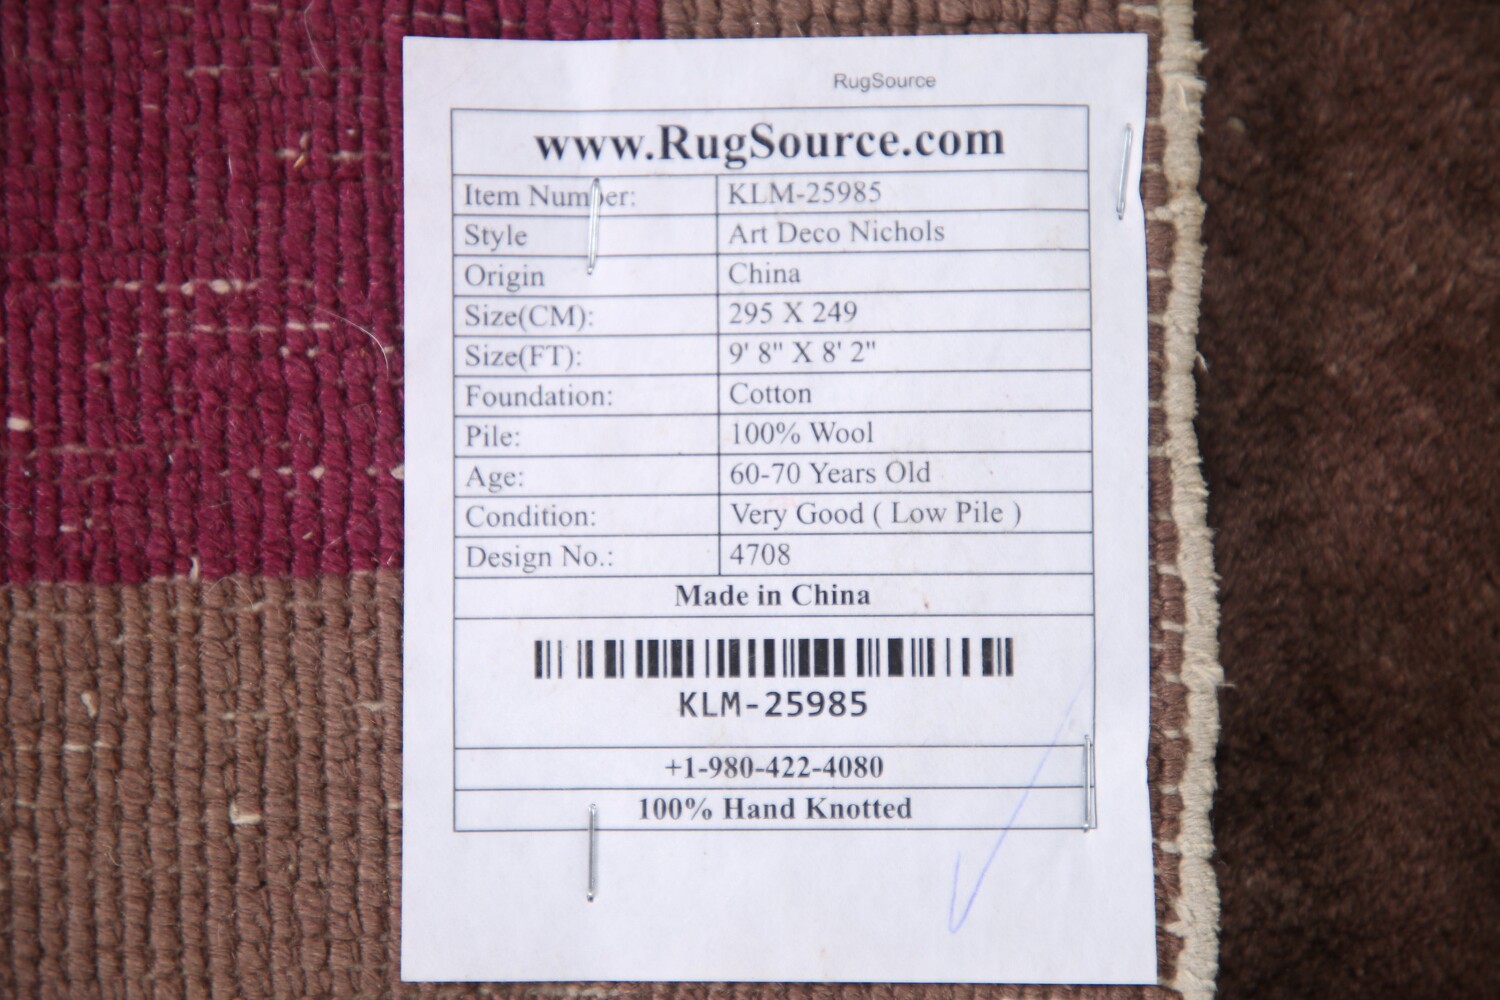 RugSource
www.RugSource.com
Item Number: KLM-25985
Style Art Deco Nichols
Origin China
Size(CM): 295 X 249
Size(FT): 9' 8" X 8' 2"
Foundation: Cotton
Pile: 100% Wool
Age: 60-70 Years Old
Condition: Very Good ( Low Pile )
Design No.: 4708
Made in China
KLM-25985
+1-980-422-4080
100% Hand Knotted